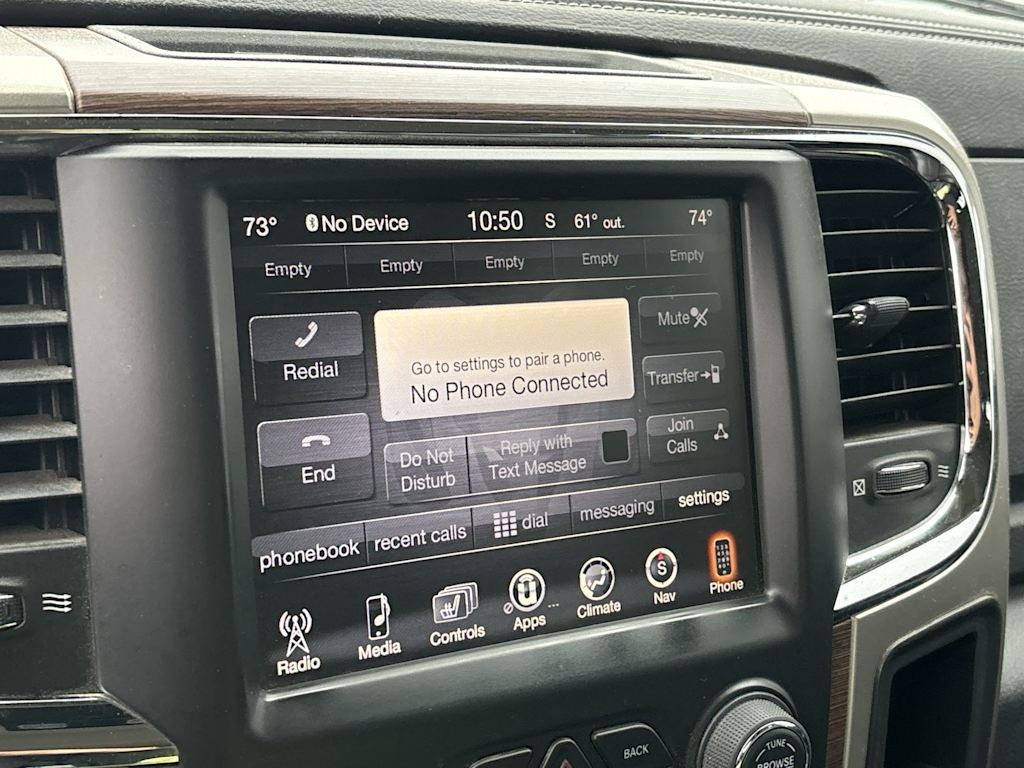 73° No Device 10:50 S 61° out. 74°
Empty Empty Empty Empty Empty
Redial
Go to settings to pair a phone.
No Phone Connected
Mute
Transfer
Join
Calls
End
Do Not
Disturb
Reply with
Text Message
phonebook recent calls dial messaging settings
Radio Media Controls Apps Climate Nav Phone
S
BACK
TUNE
BROWSE